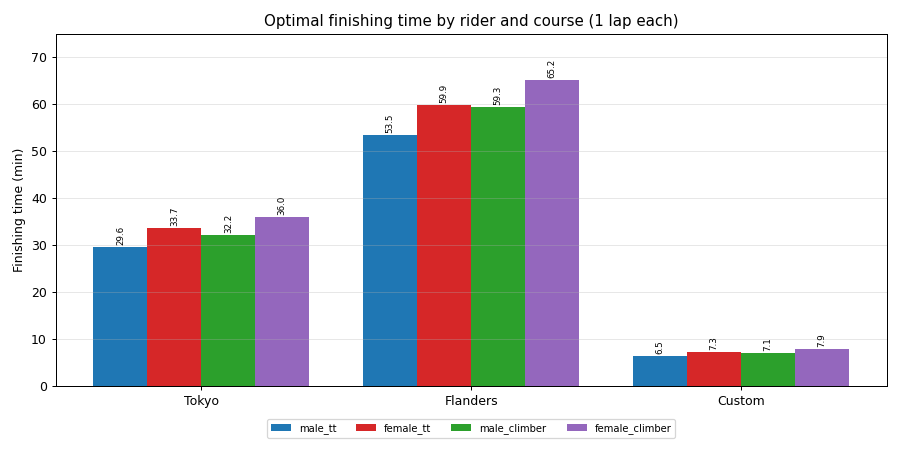 Optimal finishing time by rider and course (1 lap each)
Finishing time (min)
70
60
50
40
30
20
10
0
29.6
33.7
32.2
36.0
53.5
59.9
59.3
65.2
6.5
7.3
7.1
7.9
Tokyo
Flanders
Custom
male_tt
female_tt
male_climber
female_climber